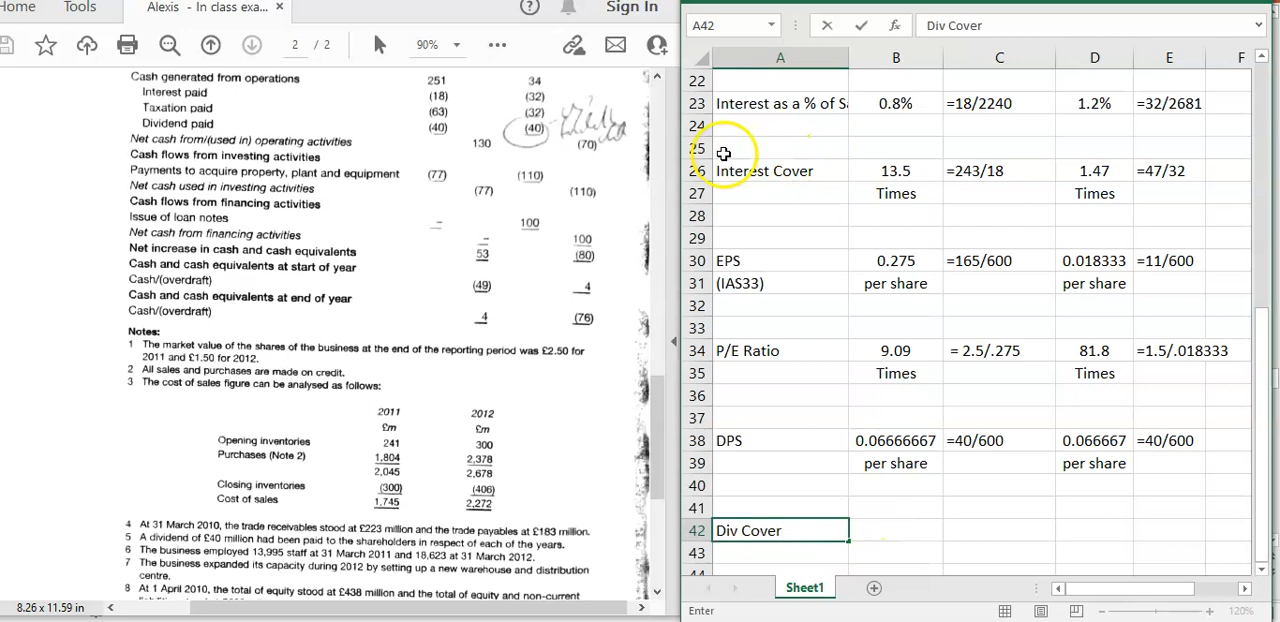 Home Tools Alexis - In class exa... × Sign In
2 / 2 90%
Cash generated from operations 251 34
Interest paid (18) (32)
Taxation paid (63) (32)
Dividend paid (40) (40)
Net cash from/(used in) operating activities 130 (70)
Cash flows from investing activities
Payments to acquire property, plant and equipment (77) (110)
Net cash used in investing activities (77) (110)
Cash flows from financing activities
Issue of loan notes – 100
Net cash from financing activities – 100
Net increase in cash and cash equivalents 53 (80)
Cash and cash equivalents at start of year
Cash/(overdraft) (49) 4
Cash and cash equivalents at end of year
Cash/(overdraft) 4 (76)
Notes:
1 The market value of the shares of the business at the end of the reporting period was £2.50 for
2011 and £1.50 for 2012.
2 All sales and purchases are made on credit.
3 The cost of sales figure can be analysed as follows:
2011 2012
£m £m
Opening inventories 241 300
Purchases (Note 2) 1,804 2,378
2,045 2,678
Closing inventories (300) (406)
Cost of sales 1,745 2,272
4 At 31 March 2010, the trade receivables stood at £223 million and the trade payables at £183 million.
5 A dividend of £40 million had been paid to the shareholders in respect of each of the years.
6 The business employed 13,995 staff at 31 March 2011 and 18,623 at 31 March 2012.
7 The business expanded its capacity during 2012 by setting up a new warehouse and distribution
centre.
8 At 1 April 2010, the total of equity stood at £438 million and the total of equity and non-current
8.26 x 11.59 in
A42 fx Div Cover
A B C D E F
22
23 Interest as a % of Sa 0.8% =18/2240 1.2% =32/2681
24
25
26 Interest Cover 13.5 =243/18 1.47 =47/32
27 Times Times
28
29
30 EPS 0.275 =165/600 0.018333 =11/600
31 (IAS33) per share per share
32
33
34 P/E Ratio 9.09 = 2.5/.275 81.8 =1.5/.018333
35 Times Times
36
37
38 DPS 0.06666667 =40/600 0.066667 =40/600
39 per share per share
40
41
42 Div Cover
43
44
Sheet1
Enter 120%